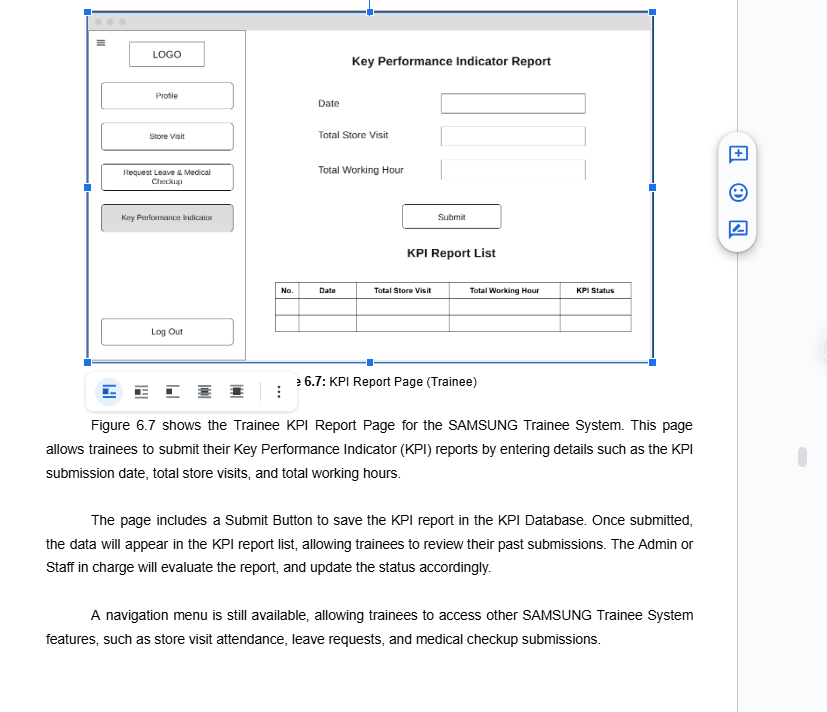 LOGO
Profile
Store Visit
Request Leave & Medical
Checkup
Key Performance Indicator
Log Out
Key Performance Indicator Report
Date
Total Store Visit
Total Working Hour
Submit
KPI Report List
No. Date Total Store Visit Total Working Hour KPI Status
6.7: KPI Report Page (Trainee)
Figure 6.7 shows the Trainee KPI Report Page for the SAMSUNG Trainee System. This page
allows trainees to submit their Key Performance Indicator (KPI) reports by entering details such as the KPI
submission date, total store visits, and total working hours.
The page includes a Submit Button to save the KPI report in the KPI Database. Once submitted,
the data will appear in the KPI report list, allowing trainees to review their past submissions. The Admin or
Staff in charge will evaluate the report, and update the status accordingly.
A navigation menu is still available, allowing trainees to access other SAMSUNG Trainee System
features, such as store visit attendance, leave requests, and medical checkup submissions.